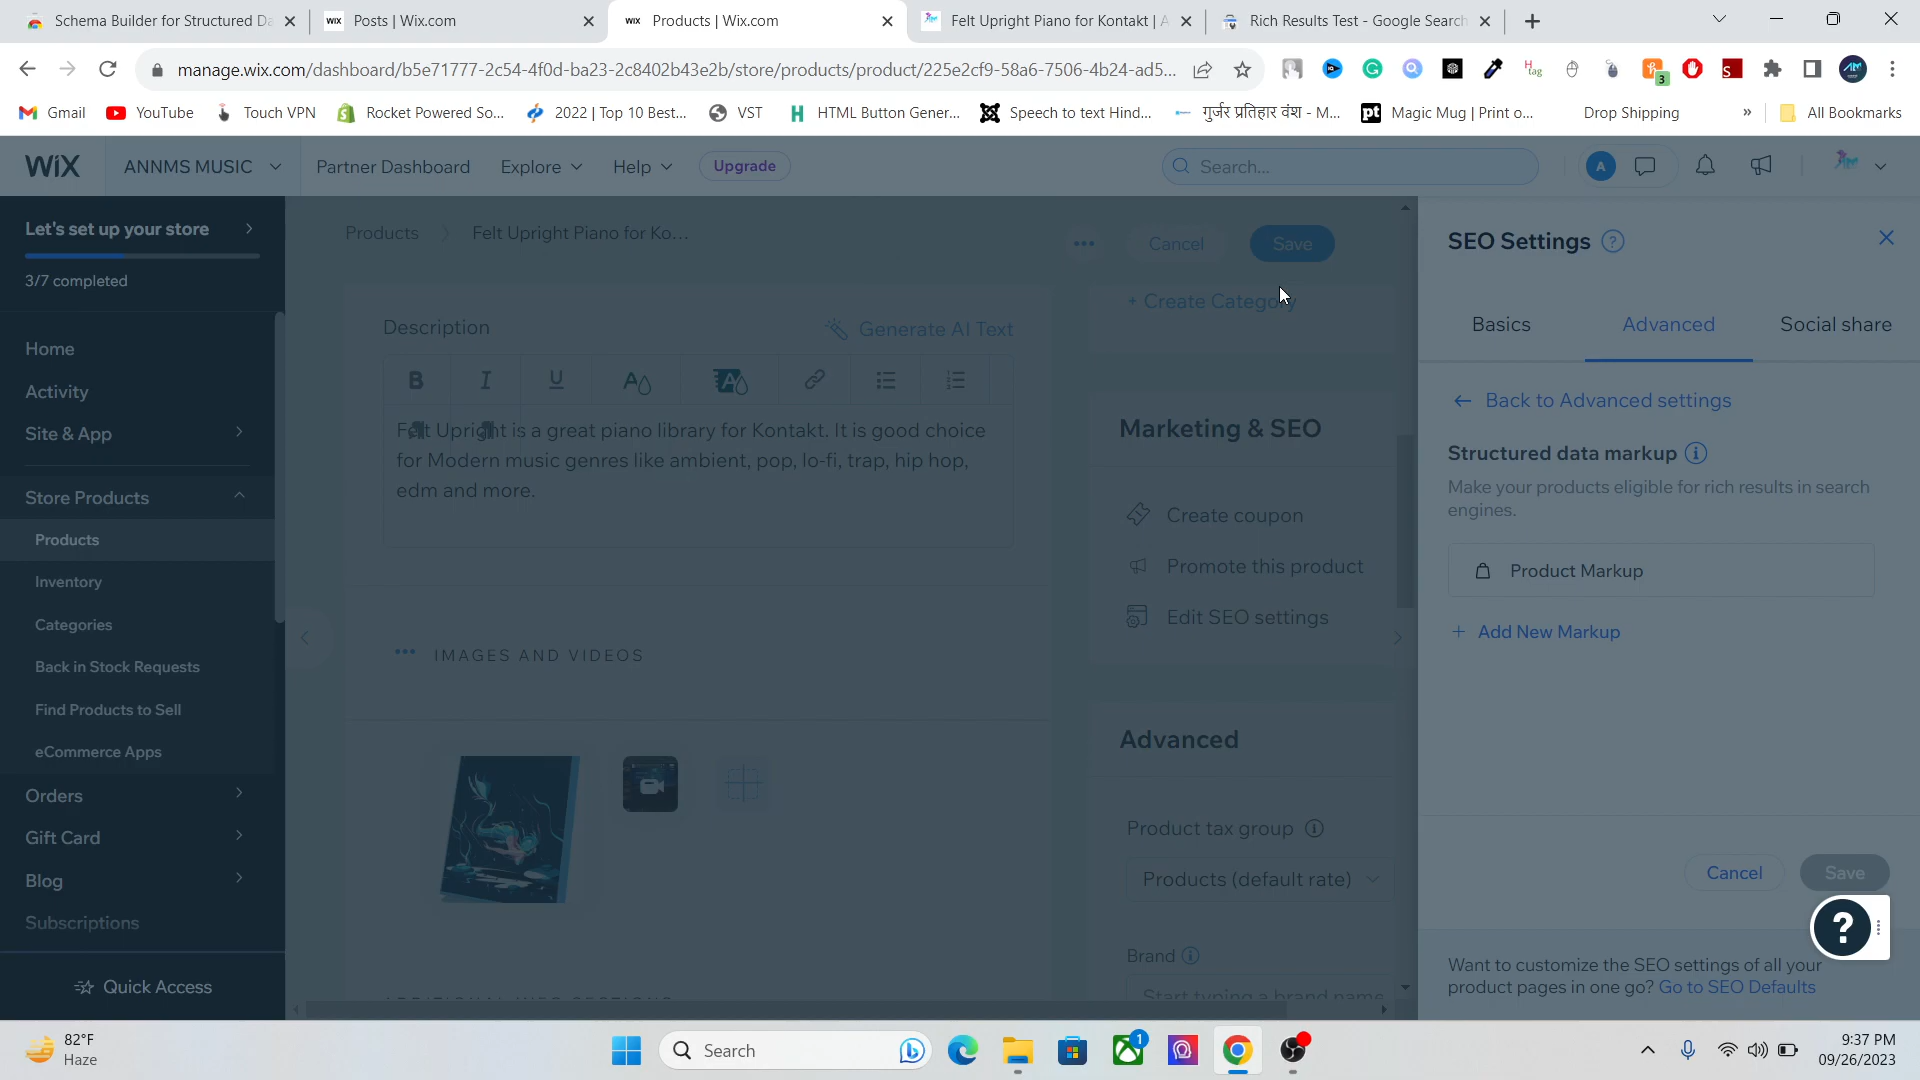 Schema Builder for Structured Da
WIX Posts | Wix.com
WIX Products | Wix.com
Felt Upright Piano for Kontakt | A
Rich Results Test - Google Search
manage.wix.com/dashboard/b5e71777-2c54-4f0d-ba23-2c8402b43e2b/store/products/product/225e2cf9-58a6-7506-4b24-ad5...
Gmail YouTube Touch VPN Rocket Powered So... 2022 | Top 10 Best... VST HTML Button Gener... Speech to text Hind... गुर्जर प्रतिहार वंश - M... pt Magic Mug | Print o... Drop Shipping » All Bookmarks
WIX ANNMS MUSIC Partner Dashboard Explore Help Upgrade Search... A
Let's set up your store
3/7 completed
Home
Activity
Site & App
Store Products
Products
Inventory
Categories
Back in Stock Requests
Find Products to Sell
eCommerce Apps
Orders
Gift Card
Blog
Subscriptions
Quick Access
Products Felt Upright Piano for Ko...
Cancel Save
Description Generate AI Text
B I U A A
Felt Upright is a great piano library for Kontakt. It is good choice
for Modern music genres like ambient, pop, lo-fi, trap, hip hop,
edm and more.
IMAGES AND VIDEOS
+ Create Category
Marketing & SEO
Create coupon
Promote this product
Edit SEO settings
Advanced
Product tax group
Products (default rate)
Brand
Start typing a brand name
SEO Settings ?
Basics Advanced Social share
← Back to Advanced settings
Structured data markup
Make your products eligible for rich results in search
engines.
Product Markup
+ Add New Markup
Cancel Save
?
Want to customize the SEO settings of all your
product pages in one go? Go to SEO Defaults
82°F
Haze
Search
1
9:37 PM
09/26/2023